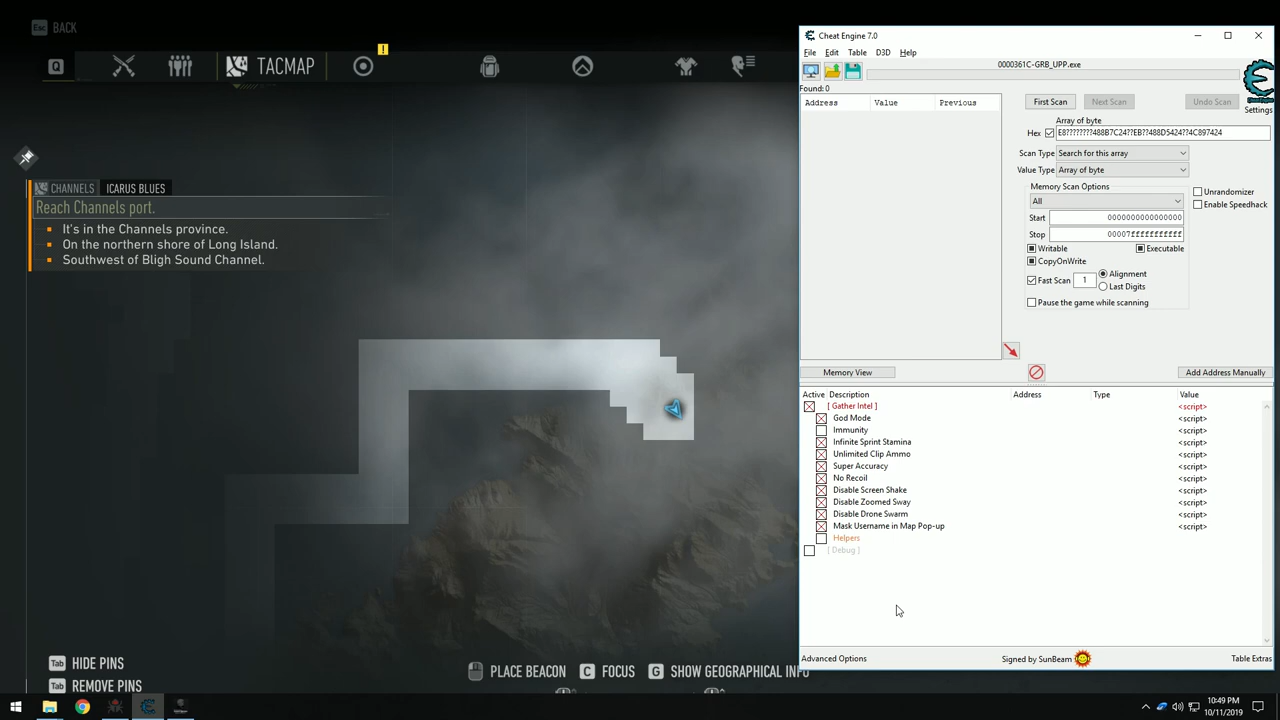 Esc BACK
Q
TACMAP
!
CHANNELS ICARUS BLUES
Reach Channels port.
It's in the Channels province.
On the northern shore of Long Island.
Southwest of Bligh Sound Channel.
Tab HIDE PINS
Tab REMOVE PINS
PLACE BEACON
C FOCUS
G SHOW GEOGRAPHICAL INFO
Cheat Engine 7.0
File Edit Table D3D Help
0000361C-GRB_UPP.exe
Found: 0
Settings
Address Value Previous
First Scan Next Scan Undo Scan
Array of byte
Hex E8????????488B7C24??EB??488D5424??4C897424
Scan Type Search for this array
Value Type Array of byte
Memory Scan Options
All
Start 0000000000000000
Stop 00007fffffffffff
Writable Executable
CopyOnWrite
Fast Scan 1 Alignment
Last Digits
Pause the game while scanning
Unrandomizer
Enable Speedhack
Memory View Add Address Manually
Active Description Address Type Value
[ Gather Intel ] <script>
God Mode <script>
Immunity <script>
Infinite Sprint Stamina <script>
Unlimited Clip Ammo <script>
Super Accuracy <script>
No Recoil <script>
Disable Screen Shake <script>
Disable Zoomed Sway <script>
Disable Drone Swarm <script>
Mask Username in Map Pop-up <script>
Helpers
[ Debug ]
Advanced Options Signed by SunBeam Table Extras
10:49 PM
10/11/2019